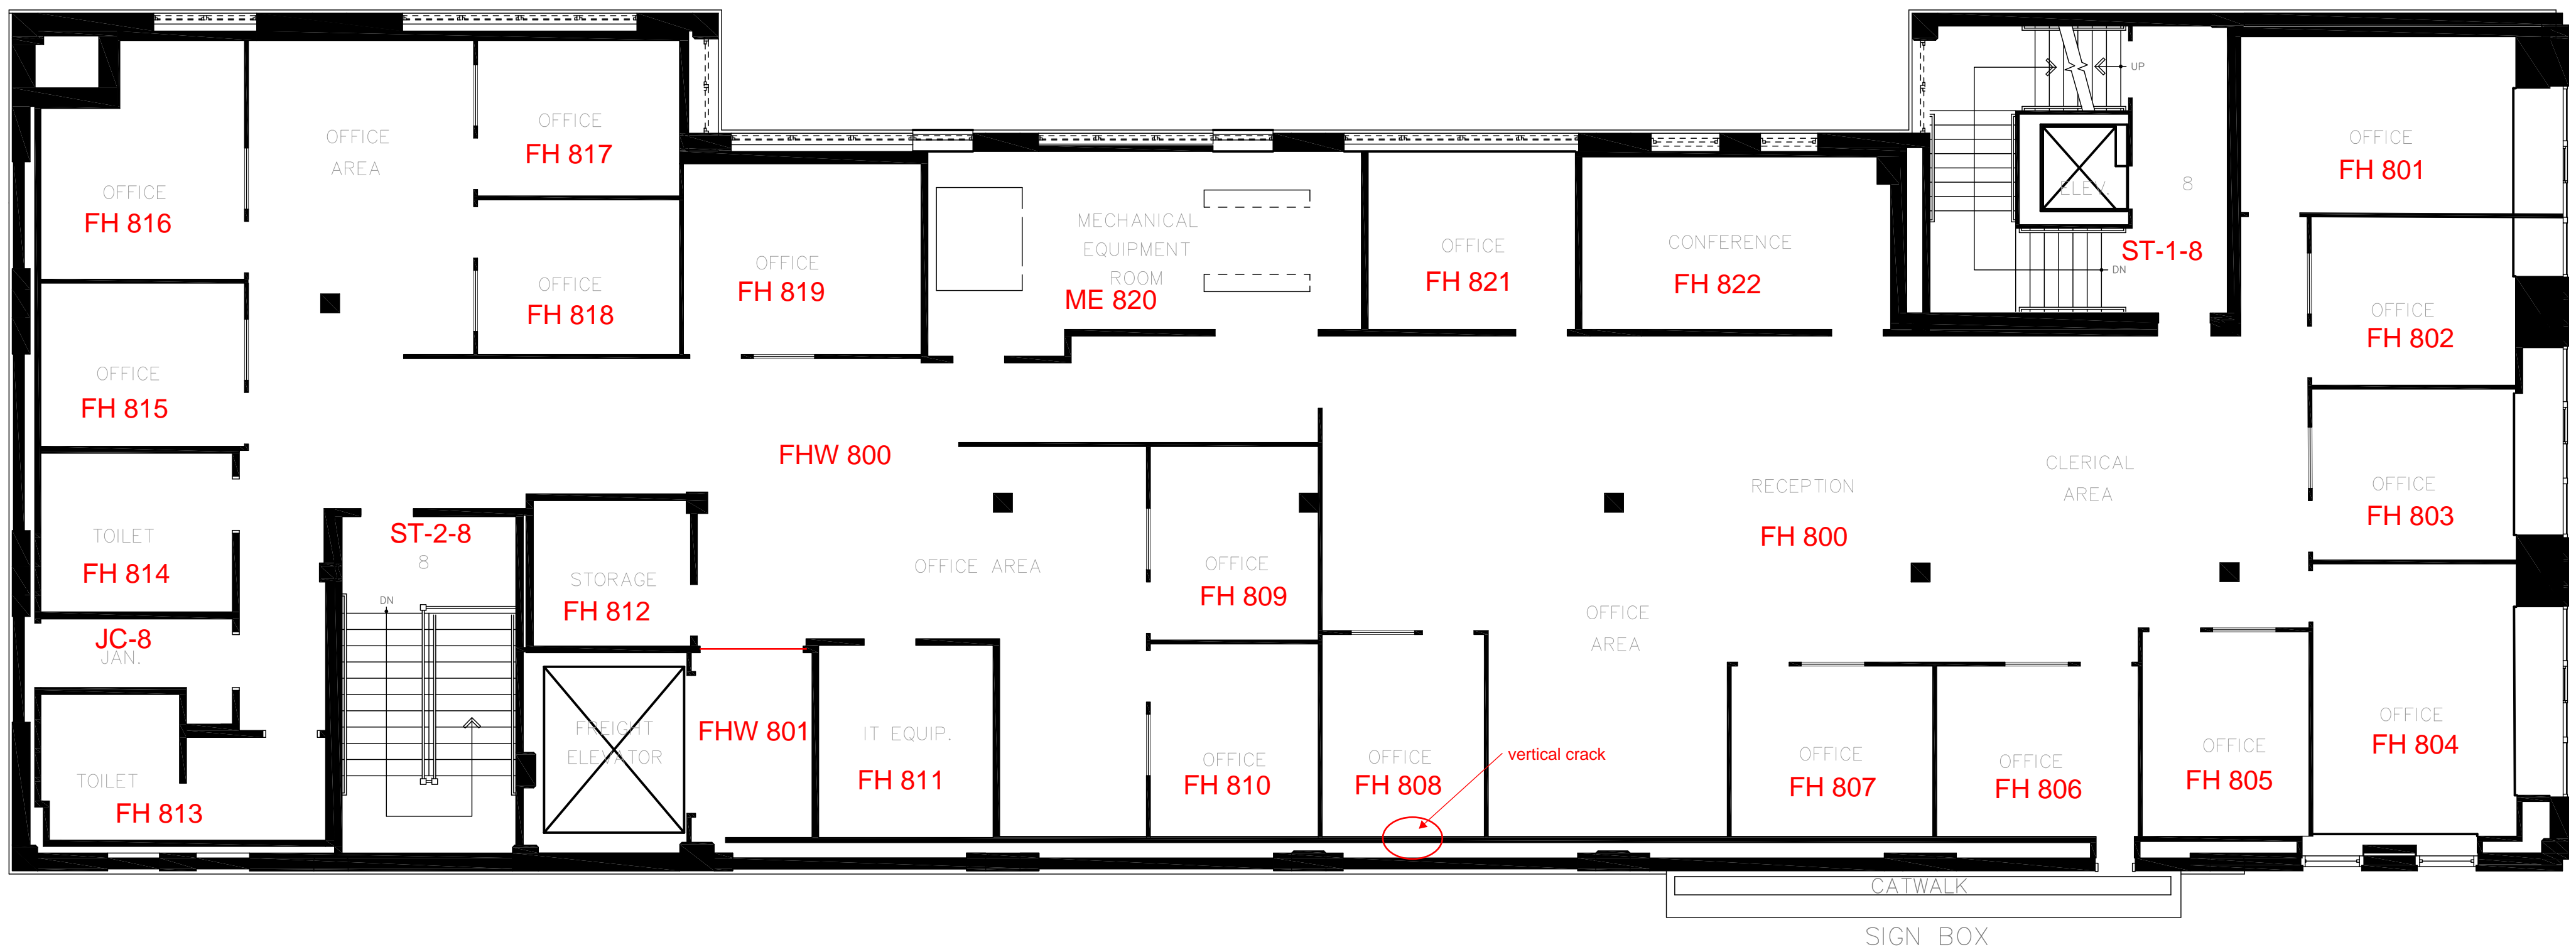 UP
OFFICE
AREA
OFFICE
FH 817
OFFICE
FH 801
OFFICE
FH 816
MECHANICAL
EQUIPMENT
ROOM
ME 820
ELEV.
8
ST-1-8
DN
OFFICE
FH 818
OFFICE
FH 819
OFFICE
FH 821
CONFERENCE
FH 822
OFFICE
FH 802
OFFICE
FH 815
FHW 800
CLERICAL
AREA
RECEPTION
FH 800
OFFICE
FH 803
TOILET
FH 814
ST-2-8
8
DN
STORAGE
FH 812
OFFICE AREA
OFFICE
FH 809
OFFICE
AREA
JC-8
JAN.
FREIGHT
ELEVATOR
FHW 801
IT EQUIP.
FH 811
OFFICE
FH 810
OFFICE
FH 808
vertical crack
OFFICE
FH 807
OFFICE
FH 806
OFFICE
FH 805
OFFICE
FH 804
TOILET
FH 813
CATWALK
SIGN BOX